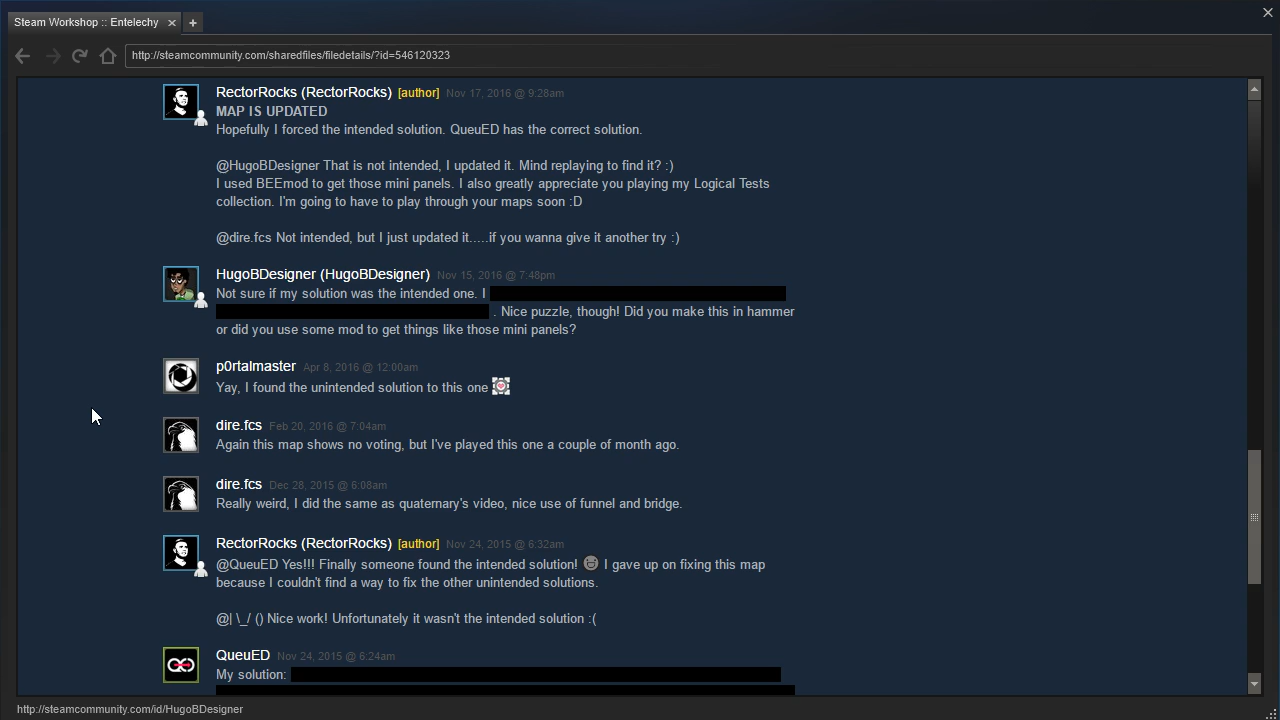 Steam Workshop :: Entelechy
http://steamcommunity.com/sharedfiles/filedetails/?id=546120323
RectorRocks (RectorRocks) [author] Nov 17, 2016 @ 9:28am
MAP IS UPDATED
Hopefully I forced the intended solution. QueuED has the correct solution.
@HugoBDesigner That is not intended, I updated it. Mind replaying to find it? :)
I used BEEmod to get those mini panels. I also greatly appreciate you playing my Logical Tests
collection. I'm going to have to play through your maps soon :D
@dire.fcs Not intended, but I just updated it.....if you wanna give it another try :)
HugoBDesigner (HugoBDesigner) Nov 15, 2016 @ 7:48pm
Not sure if my solution was the intended one. I
. Nice puzzle, though! Did you make this in hammer
or did you use some mod to get things like those mini panels?
p0rtalmaster Apr 8, 2016 @ 12:00am
Yay, I found the unintended solution to this one
dire.fcs Feb 20, 2016 @ 7:04am
Again this map shows no voting, but I've played this one a couple of month ago.
dire.fcs Dec 28, 2015 @ 6:08am
Really weird, I did the same as quaternary's video, nice use of funnel and bridge.
RectorRocks (RectorRocks) [author] Nov 24, 2015 @ 6:32am
@QueuED Yes!!! Finally someone found the intended solution! I gave up on fixing this map
because I couldn't find a way to fix the other unintended solutions.
@| \_/ () Nice work! Unfortunately it wasn't the intended solution :(
QueuED Nov 24, 2015 @ 6:24am
My solution:
http://steamcommunity.com/id/HugoBDesigner